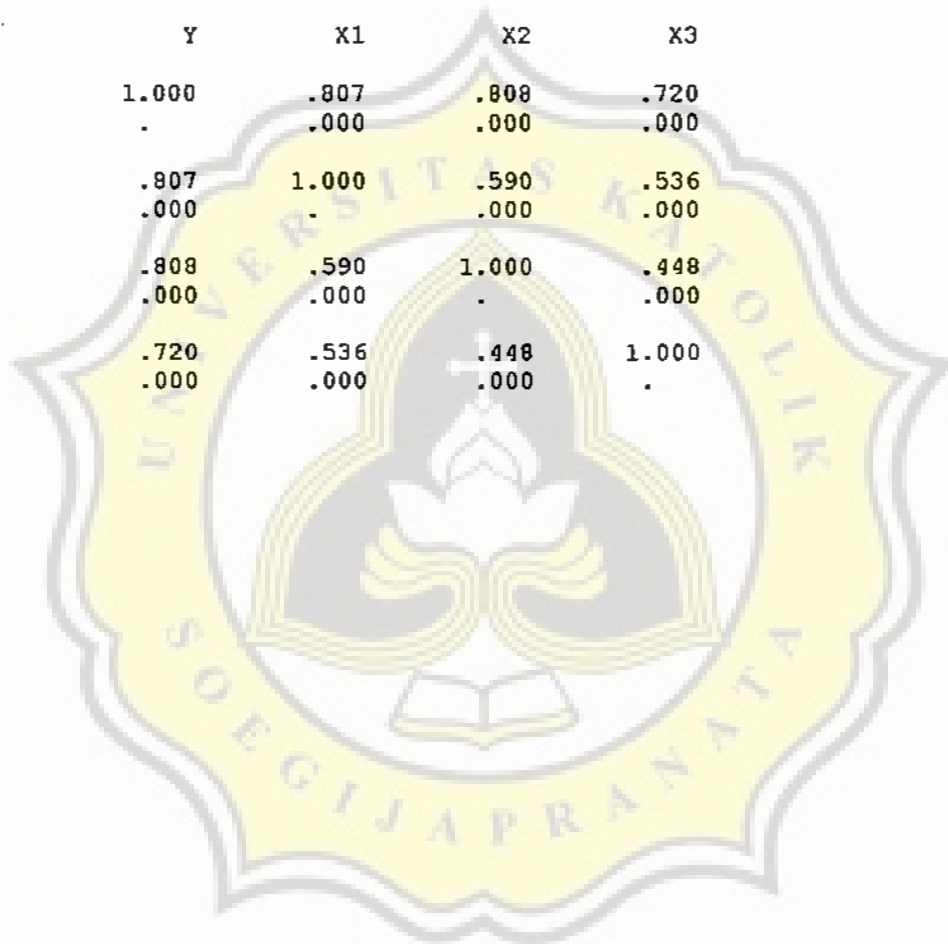 Y X1 X2 X3
1.000 .807 .808 .720
. .000 .000 .000
.807 1.000 .590 .536
.000 . .000 .000
.808 .590 1.000 .448
.000 .000 . .000
.720 .536 .448 1.000
.000 .000 .000 .
UNIVERSITAS KATOLIK
SOEGIJAPRANATA